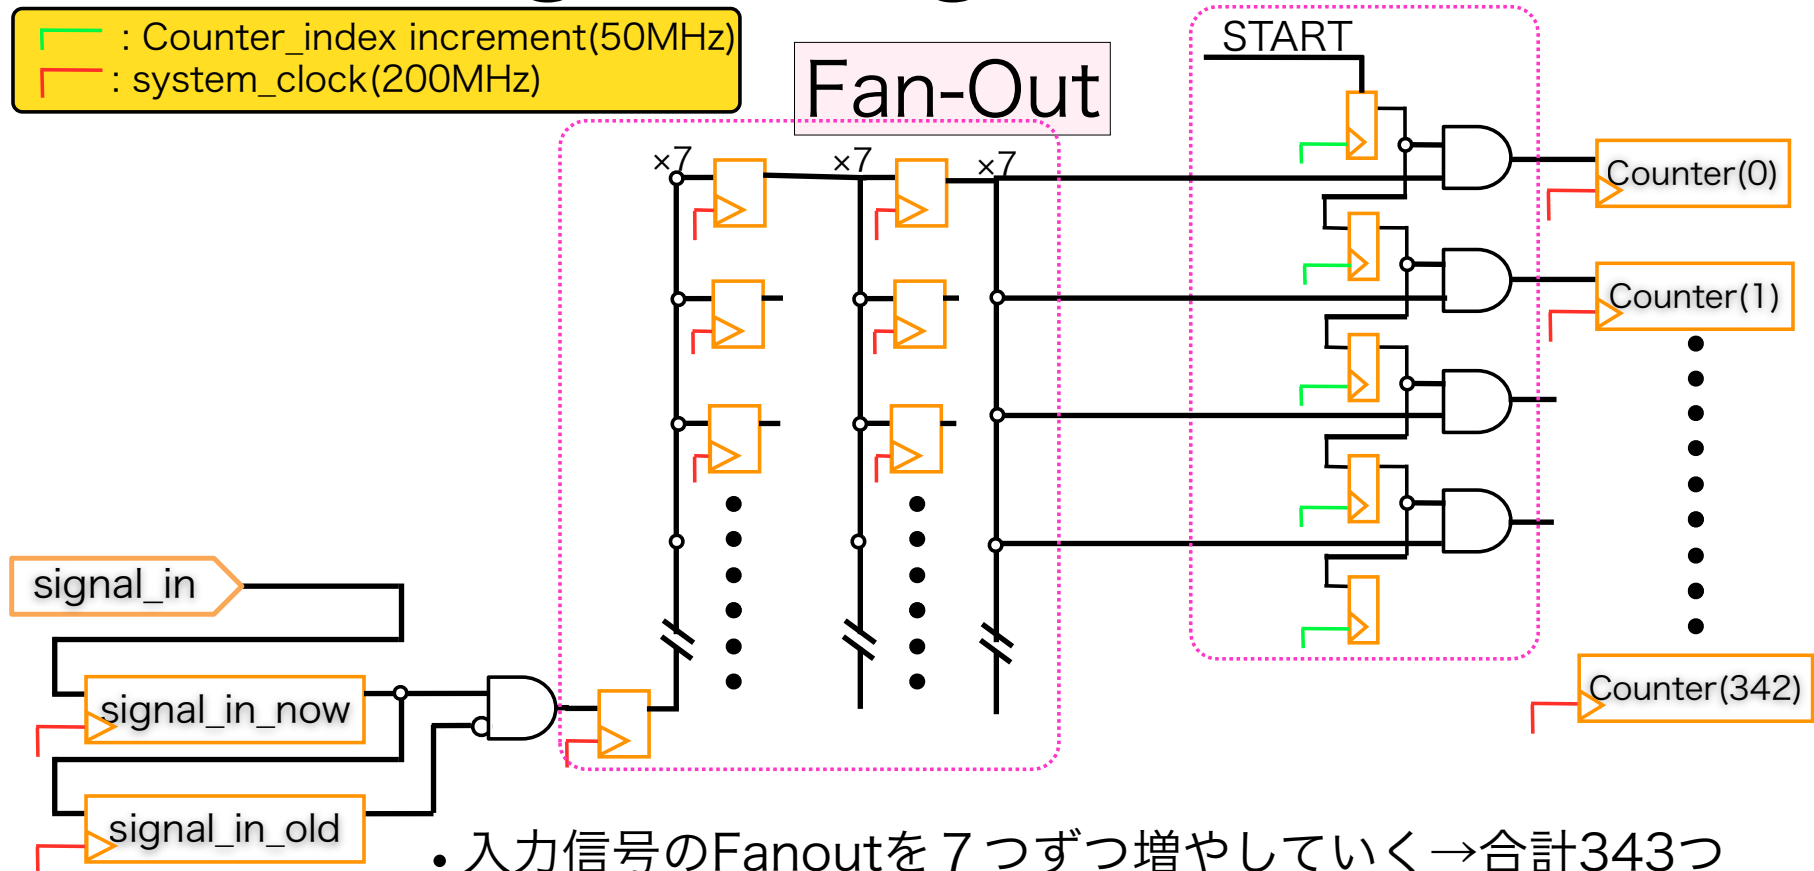 : Counter_index increment(50MHz)
: system_clock(200MHz)
Fan-Out
START
×7
×7
×7
Counter(0)
Counter(1)
Counter(342)
signal_in
signal_in_now
signal_in_old
• 入力信号のFanoutを７つずつ増やしていく→合計343つ